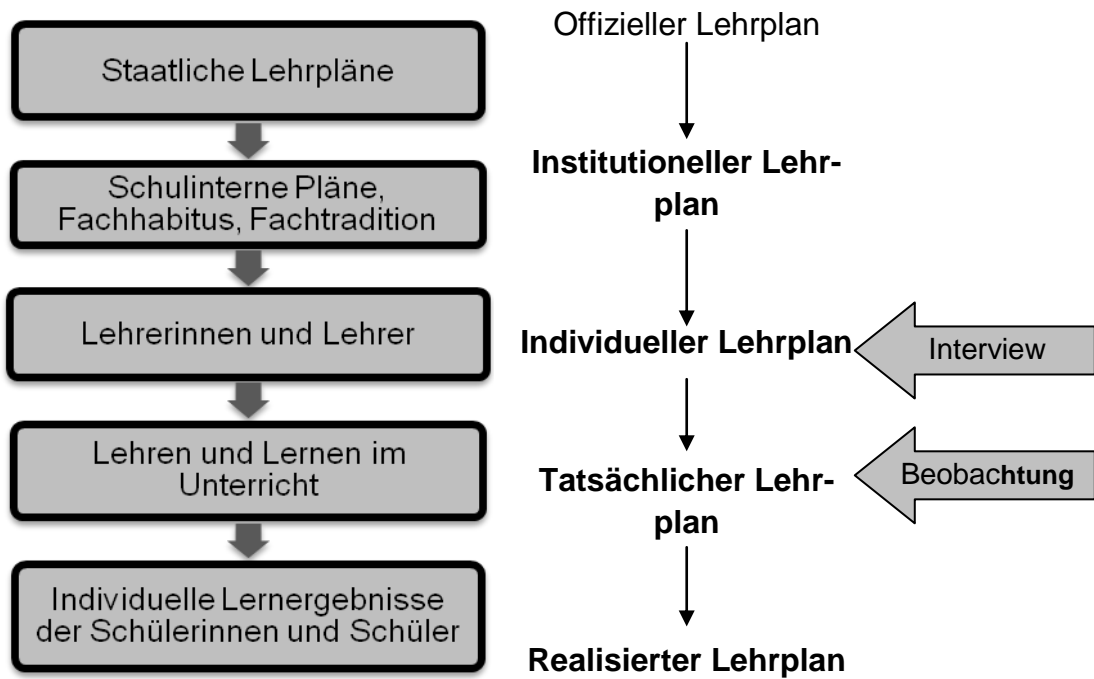 Staatliche Lehrpläne
Schulinterne Pläne,
Fachhabitus, Fachtradition
Lehrerinnen und Lehrer
Lehren und Lernen im
Unterricht
Individuelle Lernergebnisse
der Schülerinnen und Schüler
Offizieller Lehrplan
Institutioneller Lehr-
plan
Individueller Lehrplan
Tatsächlicher Lehr-
plan
Realisierter Lehrplan
Interview
Beobachtung